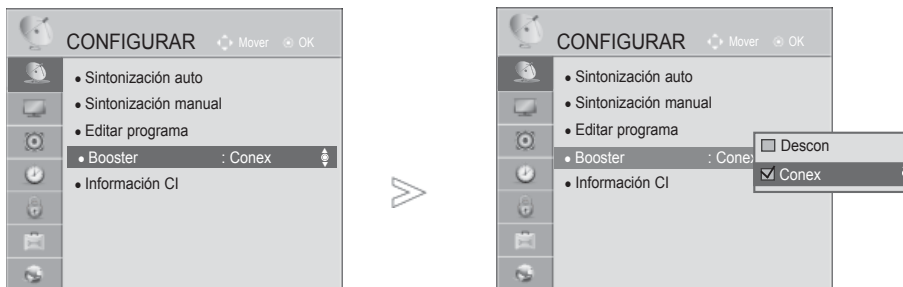 CONFIGURAR Mover OK
• Sintonización auto
• Sintonización manual
• Editar programa
• Booster : Conex
• Información CI
CONFIGURAR Mover OK
• Sintonización auto
• Sintonización manual
• Editar programa
• Booster : Conex
• Información CI
Descon
Conex